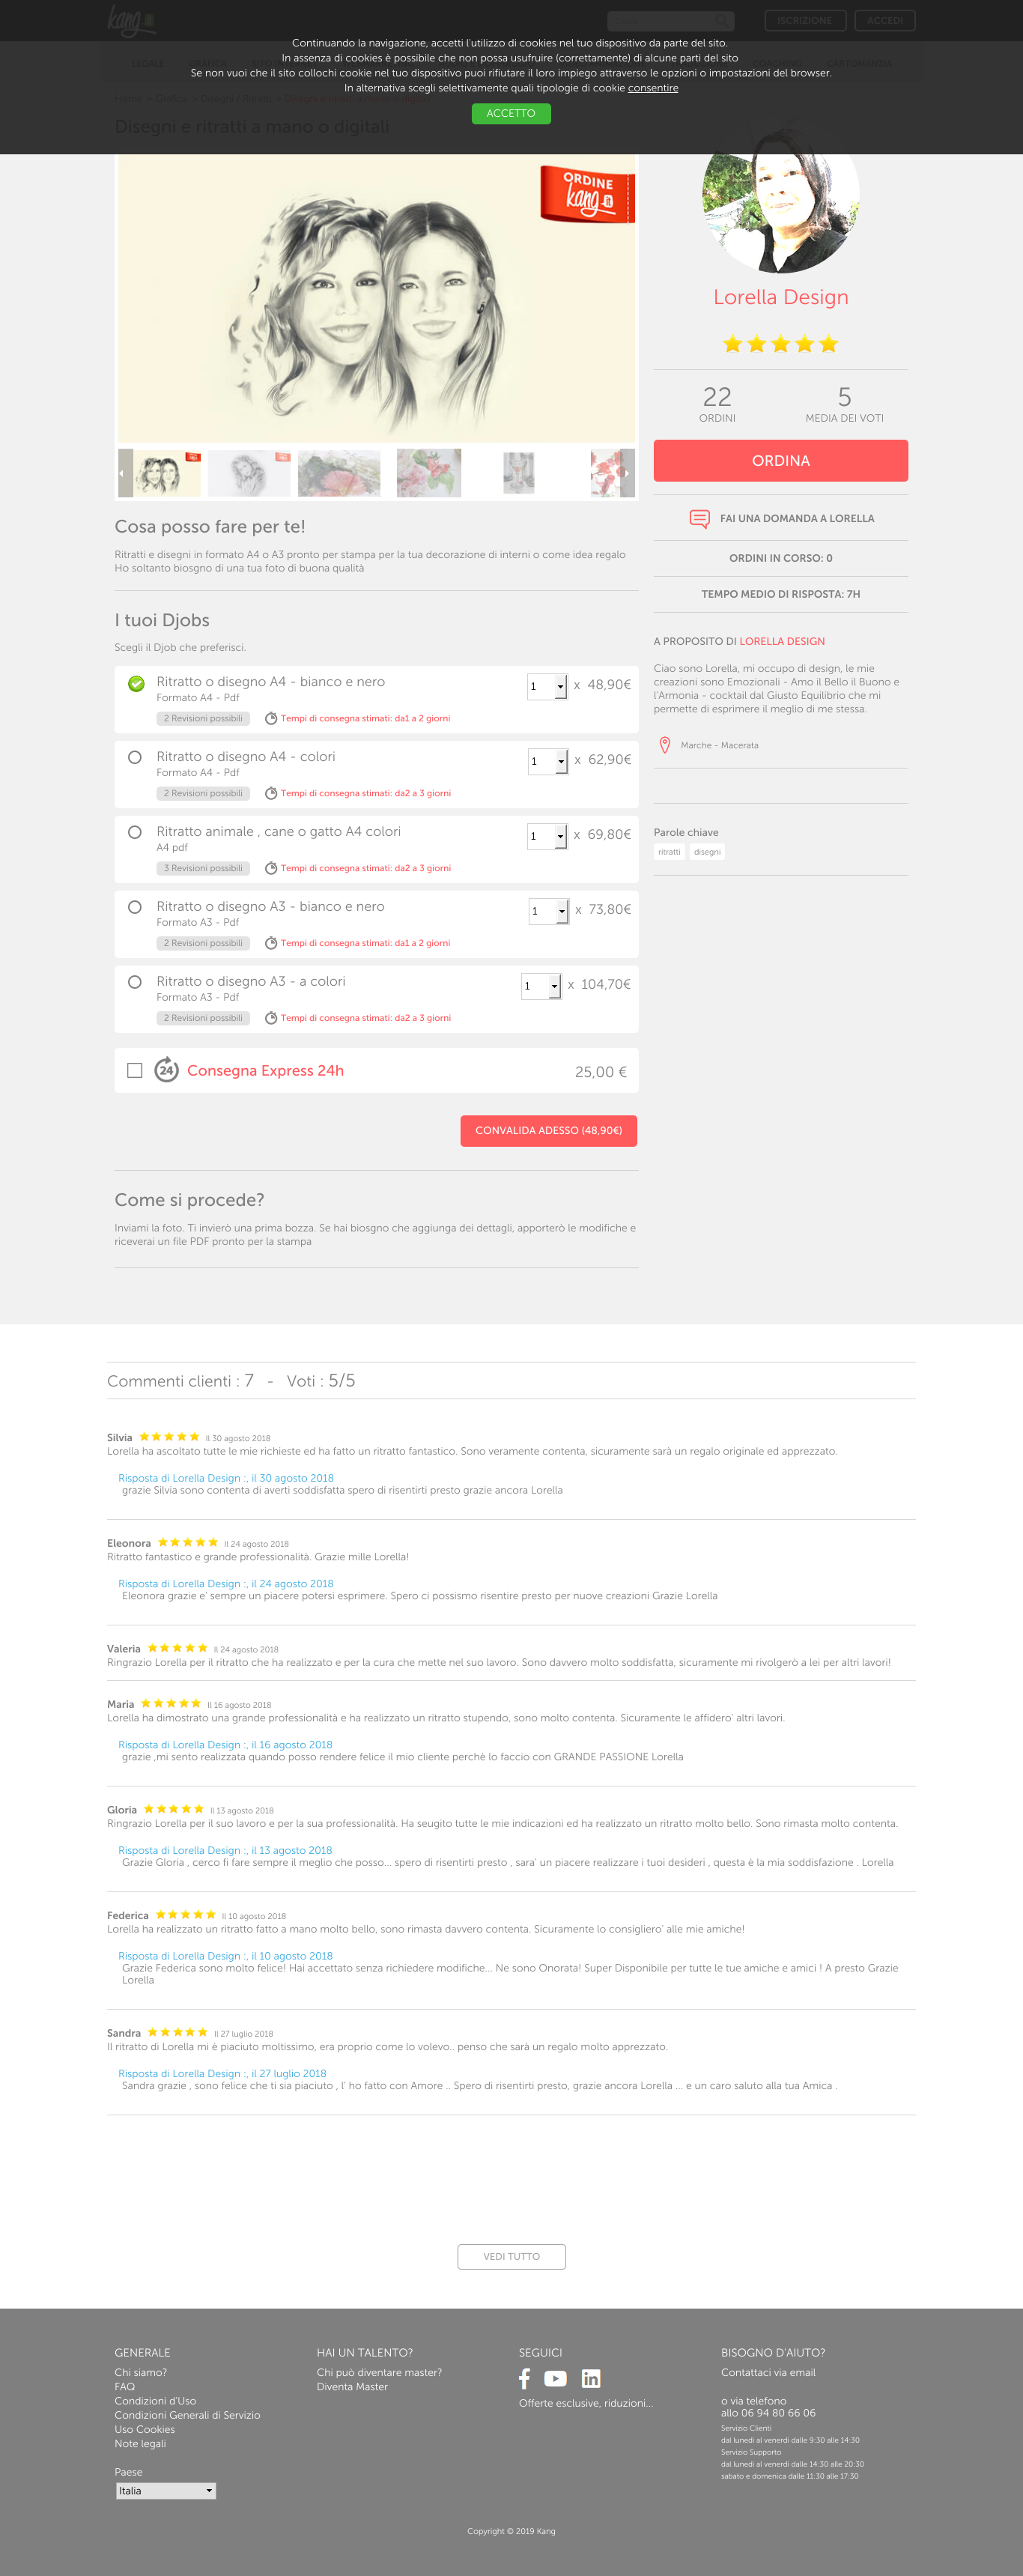 kang
ISCRIZIONE
ACCEDI
Continuando la navigazione, accetti l'utilizzo di cookies nel tuo dispositivo da parte del sito.
In assenza di cookies è possibile che non possa usufruire (correttamente) di alcune parti del sito
Se non vuoi che il sito collochi cookie nel tuo dispositivo puoi rifiutare il loro impiego attraverso le opzioni o impostazioni del browser.
In alternativa scegli selettivamente quali tipologie di cookie consentire
ACCETTO
Disegni e ritratti a mano o digitali
ORDINE
kang
Lorella Design
22
ORDINI
5
MEDIA DEI VOTI
ORDINA
FAI UNA DOMANDA A LORELLA
ORDINI IN CORSO: 0
TEMPO MEDIO DI RISPOSTA: 7H
A PROPOSITO DI LORELLA DESIGN
Ciao sono Lorella, mi occupo di design, le mie
creazioni sono Emozionali - Amo il Bello il Buono e
l'Armonia - cocktail dal Giusto Equilibrio che mi
permette di esprimere il meglio di me stessa.
Marche - Macerata
Parole chiave
ritratti disegni
Cosa posso fare per te!
Ritratti e disegni in formato A4 o A3 pronto per stampa per la tua decorazione di interni o come idea regalo
Ho soltanto biosgno di una tua foto di buona qualità
I tuoi Djobs
Scegli il Djob che preferisci.
Ritratto o disegno A4 - bianco e nero 1 x 48,90€
Formato A4 - Pdf
2 Revisioni possibili Tempi di consegna stimati: da1 a 2 giorni
Ritratto o disegno A4 - colori 1 x 62,90€
Formato A4 - Pdf
2 Revisioni possibili Tempi di consegna stimati: da2 a 3 giorni
Ritratto animale , cane o gatto A4 colori 1 x 69,80€
A4 pdf
3 Revisioni possibili Tempi di consegna stimati: da2 a 3 giorni
Ritratto o disegno A3 - bianco e nero 1 x 73,80€
Formato A3 - Pdf
2 Revisioni possibili Tempi di consegna stimati: da1 a 2 giorni
Ritratto o disegno A3 - a colori 1 x 104,70€
Formato A3 - Pdf
2 Revisioni possibili Tempi di consegna stimati: da2 a 3 giorni
24 Consegna Express 24h 25,00 €
CONVALIDA ADESSO (48,90€)
Come si procede?
Inviami la foto. Ti invierò una prima bozza. Se hai biosgno che aggiunga dei dettagli, apporterò le modifiche e
riceverai un file PDF pronto per la stampa
Commenti clienti : 7 - Voti : 5/5
Silvia Il 30 agosto 2018
Lorella ha ascoltato tutte le mie richieste ed ha fatto un ritratto fantastico. Sono veramente contenta, sicuramente sarà un regalo originale ed apprezzato.
Risposta di Lorella Design :, il 30 agosto 2018
grazie Silvia sono contenta di averti soddisfatta spero di risentirti presto grazie ancora Lorella
Eleonora Il 24 agosto 2018
Ritratto fantastico e grande professionalità. Grazie mille Lorella!
Risposta di Lorella Design :, il 24 agosto 2018
Eleonora grazie e' sempre un piacere potersi esprimere. Spero ci possismo risentire presto per nuove creazioni Grazie Lorella
Valeria Il 24 agosto 2018
Ringrazio Lorella per il ritratto che ha realizzato e per la cura che mette nel suo lavoro. Sono davvero molto soddisfatta, sicuramente mi rivolgerò a lei per altri lavori!
Maria Il 16 agosto 2018
Lorella ha dimostrato una grande professionalità e ha realizzato un ritratto stupendo, sono molto contenta. Sicuramente le affidero' altri lavori.
Risposta di Lorella Design :, il 16 agosto 2018
grazie ,mi sento realizzata quando posso rendere felice il mio cliente perchè lo faccio con GRANDE PASSIONE Lorella
Gloria Il 13 agosto 2018
Ringrazio Lorella per il suo lavoro e per la sua professionalità. Ha seugito tutte le mie indicazioni ed ha realizzato un ritratto molto bello. Sono rimasta molto contenta.
Risposta di Lorella Design :, il 13 agosto 2018
Grazie Gloria , cerco fi fare sempre il meglio che posso... spero di risentirti presto , sara' un piacere realizzare i tuoi desideri , questa è la mia soddisfazione . Lorella
Federica Il 10 agosto 2018
Lorella ha realizzato un ritratto fatto a mano molto bello, sono rimasta davvero contenta. Sicuramente lo consigliero' alle mie amiche!
Risposta di Lorella Design :, il 10 agosto 2018
Grazie Federica sono molto felice! Hai accettato senza richiedere modifiche... Ne sono Onorata! Super Disponibile per tutte le tue amiche e amici ! A presto Grazie
Lorella
Sandra Il 27 luglio 2018
Il ritratto di Lorella mi è piaciuto moltissimo, era proprio come lo volevo.. penso che sarà un regalo molto apprezzato.
Risposta di Lorella Design :, il 27 luglio 2018
Sandra grazie , sono felice che ti sia piaciuto , l' ho fatto con Amore .. Spero di risentirti presto, grazie ancora Lorella ... e un caro saluto alla tua Amica .
VEDI TUTTO
GENERALE
Chi siamo?
FAQ
Condizioni d'Uso
Condizioni Generali di Servizio
Uso Cookies
Note legali
Paese
Italia
HAI UN TALENTO?
Chi può diventare master?
Diventa Master
SEGUICI
Offerte esclusive, riduzioni...
BISOGNO D'AIUTO?
Contattaci via email
o via telefono
allo 06 94 80 66 06
Servizio Clienti
dal lunedì al venerdì dalle 9:30 alle 14:30
Servizio Supporto
dal lunedì al venerdì dalle 14:30 alle 20:30
sabato e domenica dalle 11:30 alle 17:30
Copyright © 2019 Kang